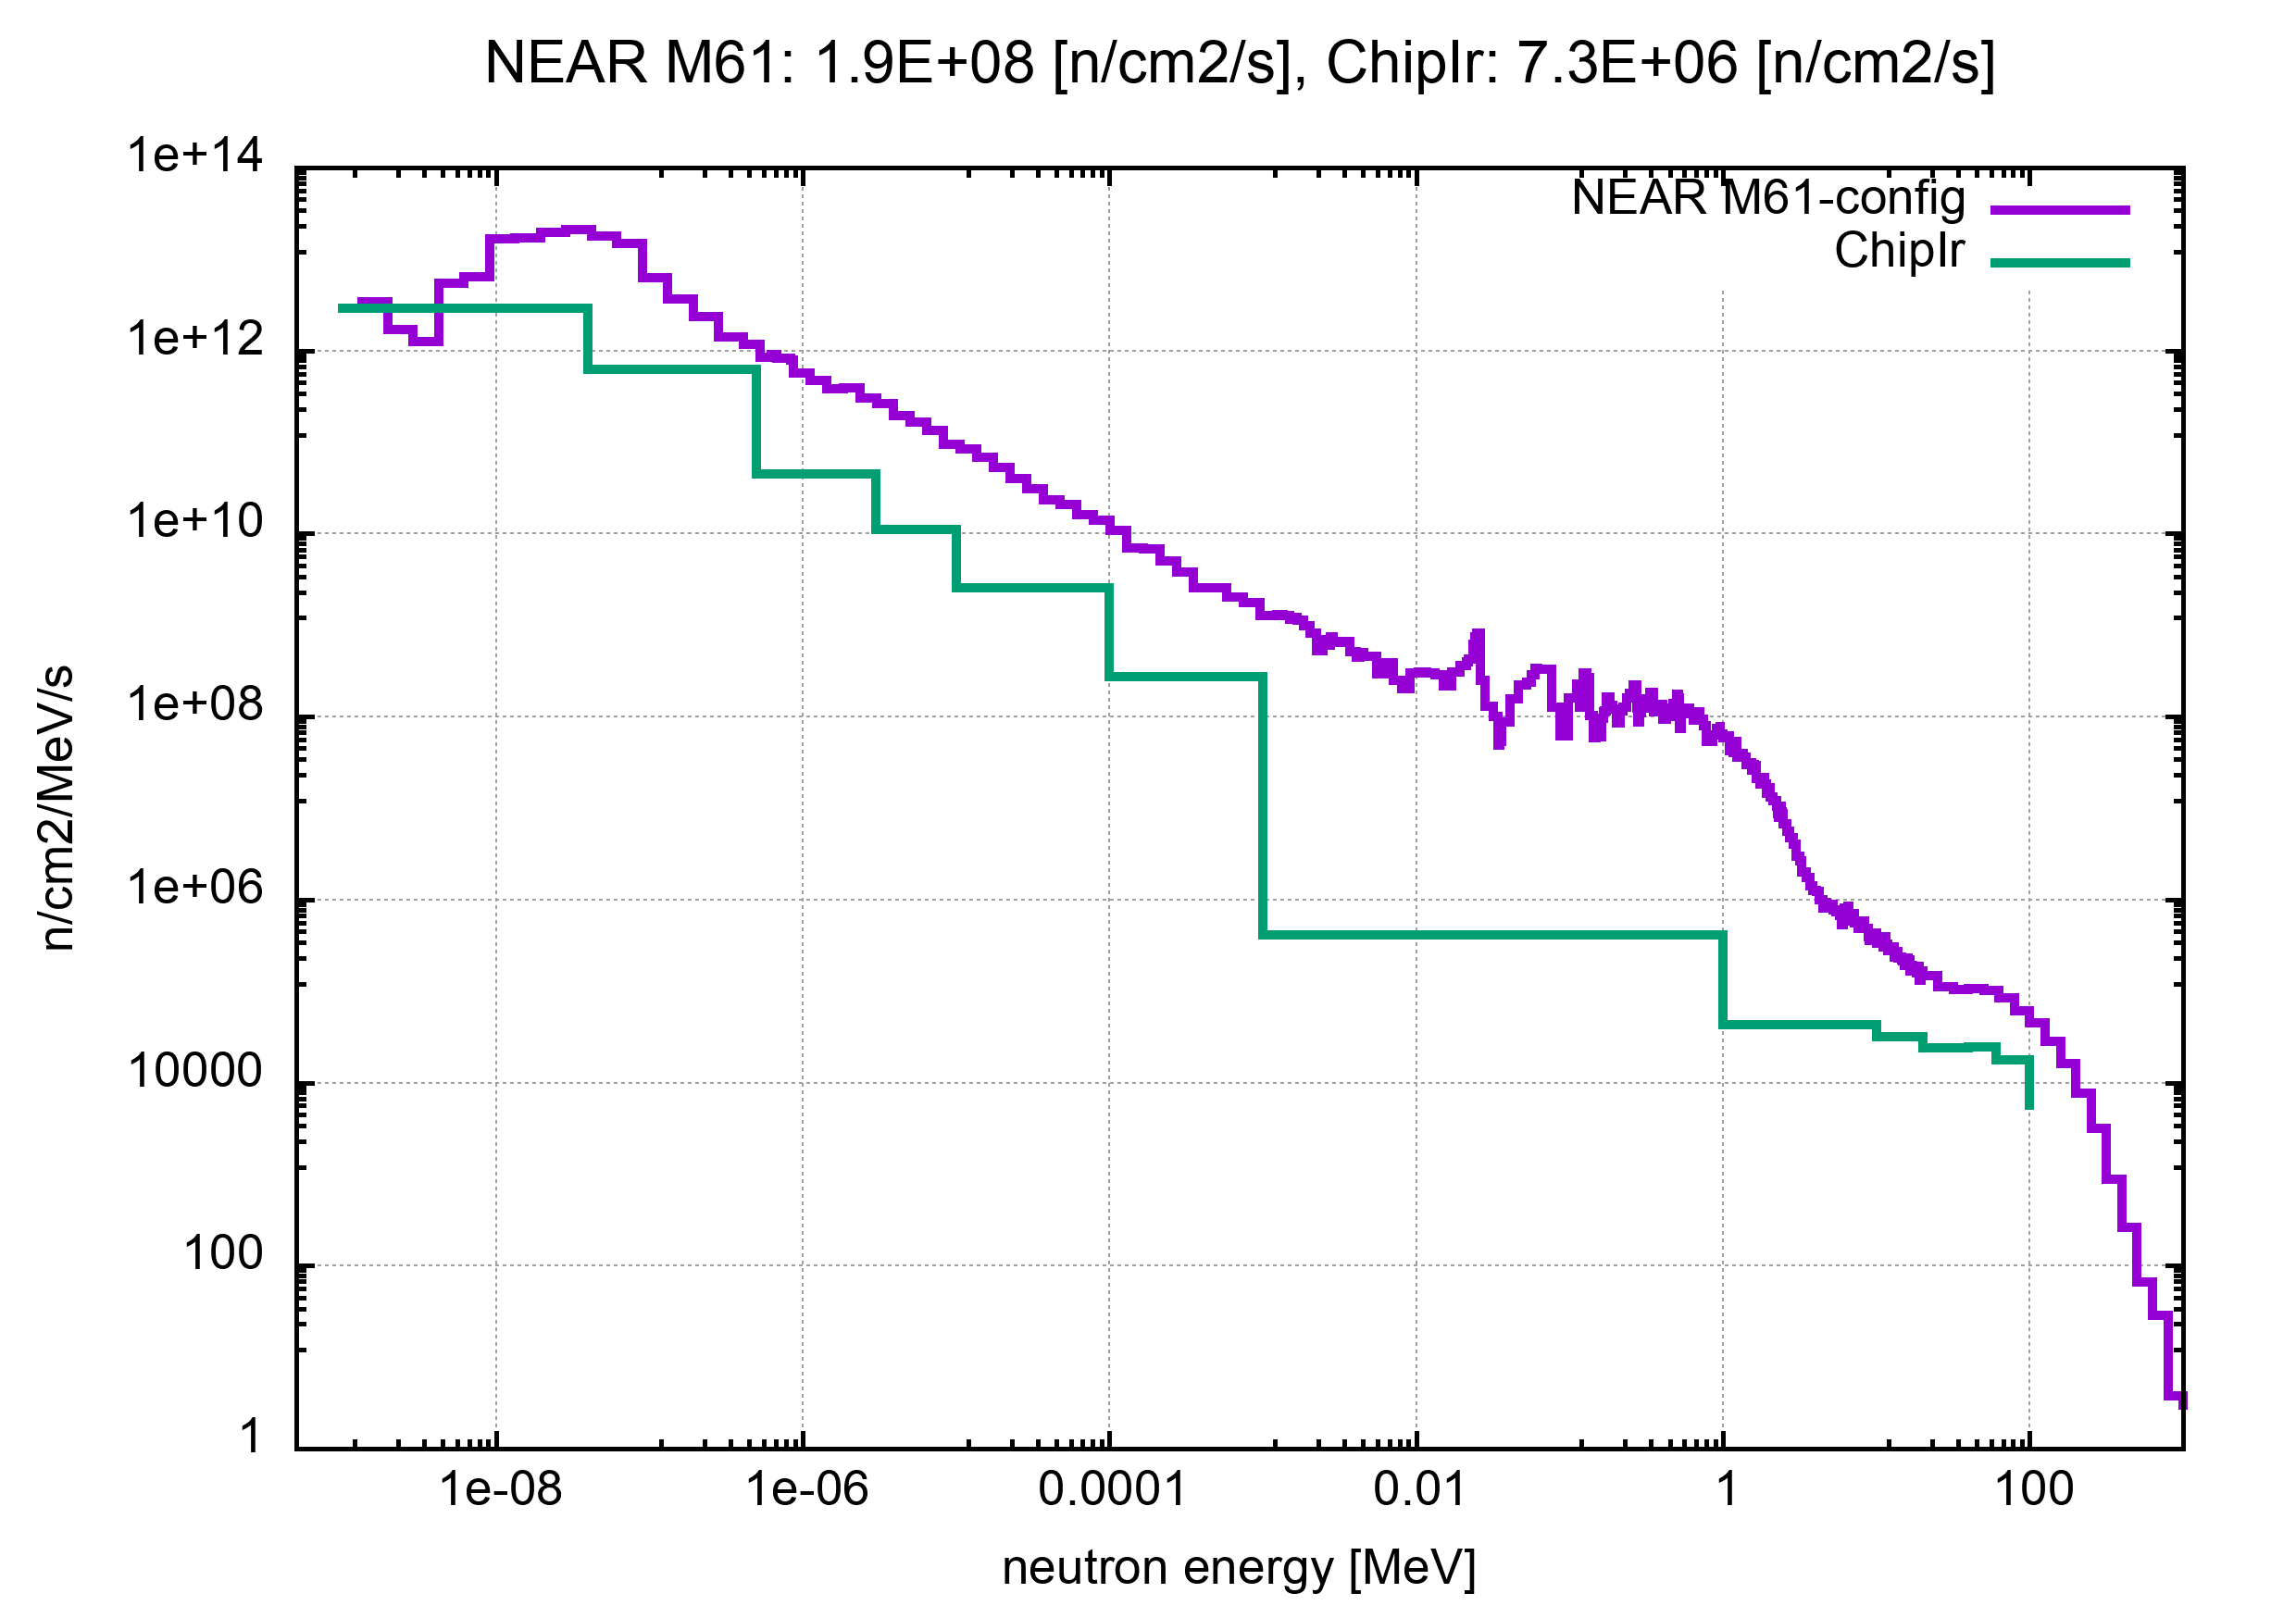 NEAR M61: 1.9E+08 [n/cm2/s], ChipIr: 7.3E+06 [n/cm2/s]
1e+14
NEAR M61-config
ChipIr
1e+12
1e+10
1e+08
1e+06
10000
100
1
n/cm2/MeV/s
1e-08 1e-06 0.0001 0.01 1 100
neutron energy [MeV]